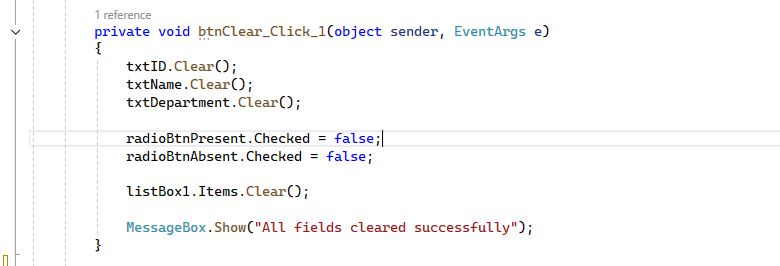 1 reference
private void btnClear_Click_1(object sender, EventArgs e)
{
txtID.Clear();
txtName.Clear();
txtDepartment.Clear();
radioBtnPresent.Checked = false;
radioBtnAbsent.Checked = false;
listBox1.Items.Clear();
MessageBox.Show("All fields cleared successfully");
}